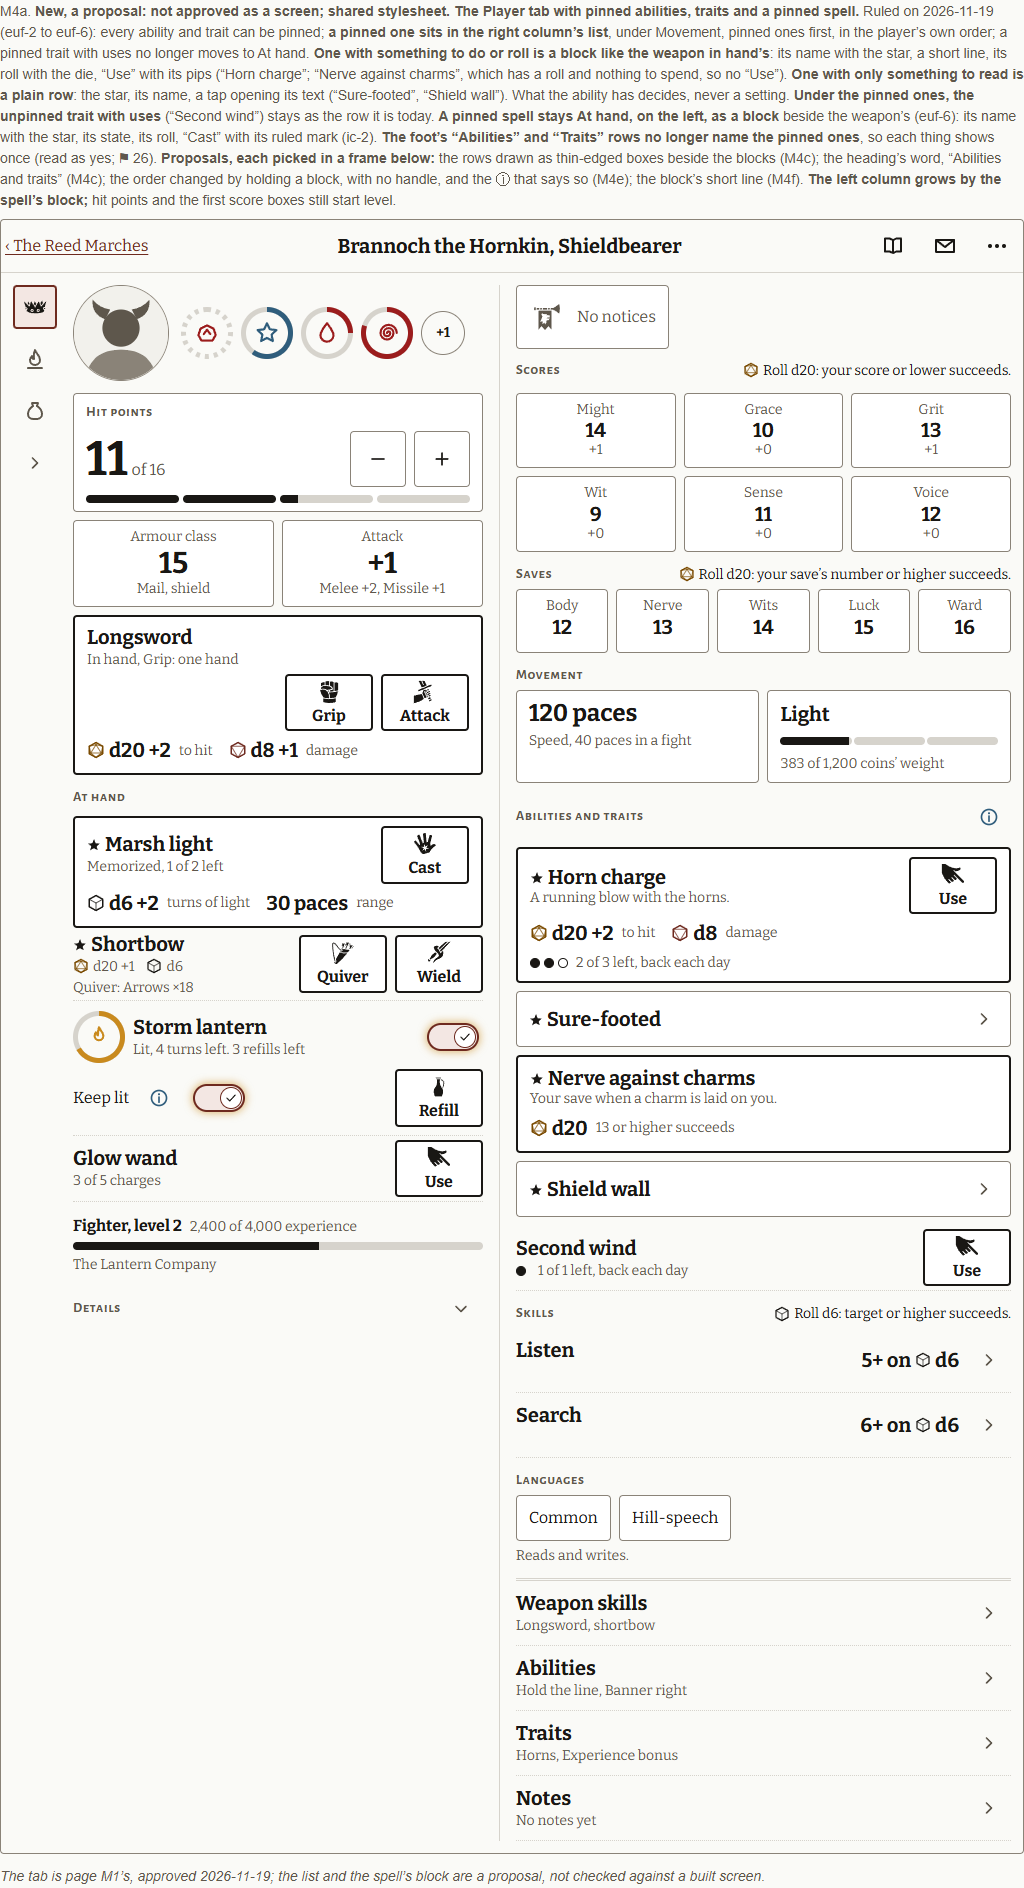 M4a. New, a proposal: not approved as a screen; shared stylesheet. The Player tab with pinned abilities, traits and a pinned spell. Ruled on 2026-11-19
(euf-2 to euf-6): every ability and trait can be pinned; a pinned one sits in the right column's list, under Movement, pinned ones first, in the player's own order; a
pinned trait with uses no longer moves to At hand. One with something to do or roll is a block like the weapon in hand's: its name with the star, a short line, its
roll with the die, “Use” with its pips (“Horn charge”; “Nerve against charms”, which has a roll and nothing to spend, so no “Use”). One with only something to read is
a plain row: the star, its name, a tap opening its text (“Sure-footed”, “Shield wall”). What the ability has decides, never a setting. Under the pinned ones, the
unpinned trait with uses (“Second wind”) stays as the row it is today. A pinned spell stays At hand, on the left, as a block beside the weapon's (euf-6): its name
with the star, its state, its roll, “Cast” with its ruled mark (ic-2). The foot's “Abilities” and “Traits” rows no longer name the pinned ones, so each thing shows
once (read as yes; ⚑ 26). Proposals, each picked in a frame below: the rows drawn as thin-edged boxes beside the blocks (M4c); the heading's word, “Abilities
and traits” (M4c); the order changed by holding a block, with no handle, and the ⓘ that says so (M4e); the block's short line (M4f). The left column grows by the
spell's block; hit points and the first score boxes still start level.
‹ The Reed Marches
Brannoch the Hornkin, Shieldbearer
+1
Hit points
11 of 16
− +
Armour class
15
Mail, shield
Attack
+1
Melee +2, Missile +1
Longsword
In hand, Grip: one hand
Grip
Attack
d20 +2 to hit d8 +1 damage
At hand
★ Marsh light
Memorized, 1 of 2 left
Cast
d6 +2 turns of light 30 paces range
★ Shortbow
d20 +1 d6
Quiver: Arrows ×18
Quiver
Wield
Storm lantern
Lit, 4 turns left. 3 refills left
Keep lit
Refill
Glow wand
3 of 5 charges
Use
Fighter, level 2 2,400 of 4,000 experience
The Lantern Company
Details
No notices
Scores
Roll d20: your score or lower succeeds.
Might
14
+1
Grace
10
+0
Grit
13
+1
Wit
9
+0
Sense
11
+0
Voice
12
+0
Saves
Roll d20: your save's number or higher succeeds.
Body
12
Nerve
13
Wits
14
Luck
15
Ward
16
Movement
120 paces
Speed, 40 paces in a fight
Light
383 of 1,200 coins' weight
Abilities and traits
★ Horn charge
A running blow with the horns.
Use
d20 +2 to hit d8 damage
2 of 3 left, back each day
★ Sure-footed
★ Nerve against charms
Your save when a charm is laid on you.
d20 13 or higher succeeds
★ Shield wall
Second wind
1 of 1 left, back each day
Use
Skills
Roll d6: target or higher succeeds.
Listen
5+ on d6
Search
6+ on d6
Languages
Common
Hill-speech
Reads and writes.
Weapon skills
Longsword, shortbow
Abilities
Hold the line, Banner right
Traits
Horns, Experience bonus
Notes
No notes yet
The tab is page M1's, approved 2026-11-19; the list and the spell's block are a proposal, not checked against a built screen.